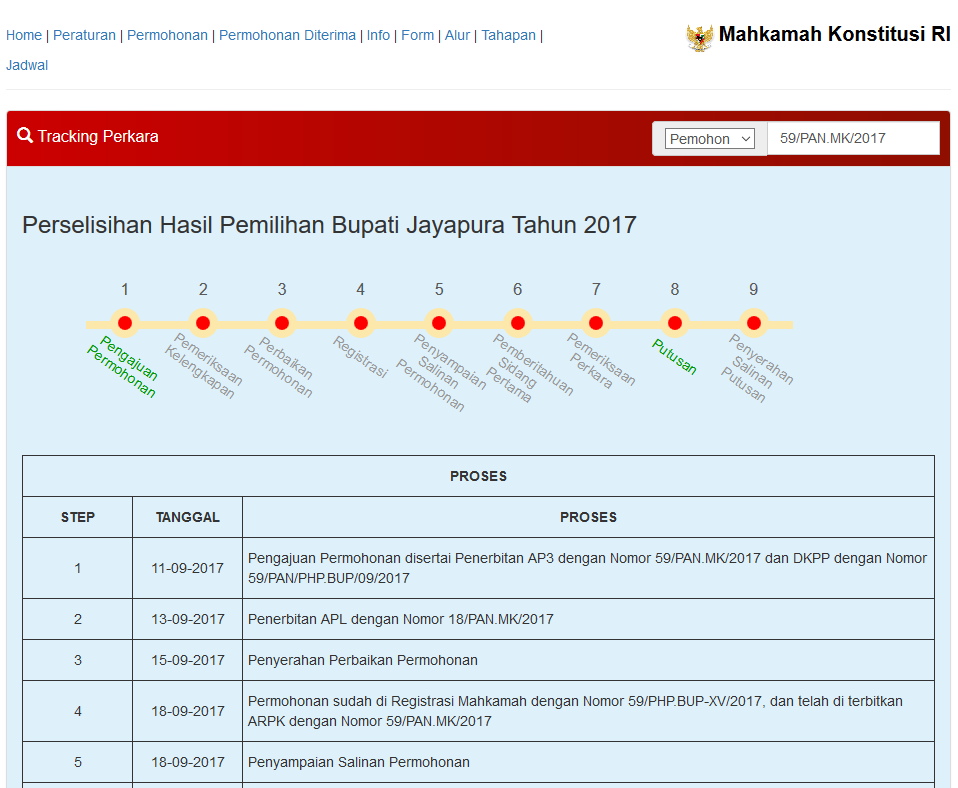 Home | Peraturan | Permohonan | Permohonan Diterima | Info | Form | Alur | Tahapan |
Jadwal
Mahkamah Konstitusi RI
Tracking Perkara
Pemohon
59/PAN.MK/2017
Perselisihan Hasil Pemilihan Bupati Jayapura Tahun 2017
1 2 3 4 5 6 7 8 9
Pengajuan
Permohonan
Pemeriksaan
Kelengkapan
Perbaikan
Permohonan
Registrasi
Penyampaian
Salinan
Permohonan
Pemberitahuan
Sidang
Pertama
Pemeriksaan
Perkara
Putusan
Penyerahan
Salinan
Putusan
PROSES
STEP TANGGAL PROSES
1 11-09-2017 Pengajuan Permohonan disertai Penerbitan AP3 dengan Nomor 59/PAN.MK/2017 dan DKPP dengan Nomor
59/PAN/PHP.BUP/09/2017
2 13-09-2017 Penerbitan APL dengan Nomor 18/PAN.MK/2017
3 15-09-2017 Penyerahan Perbaikan Permohonan
4 18-09-2017 Permohonan sudah di Registrasi Mahkamah dengan Nomor 59/PHP.BUP-XV/2017, dan telah di terbitkan
ARPK dengan Nomor 59/PAN.MK/2017
5 18-09-2017 Penyampaian Salinan Permohonan